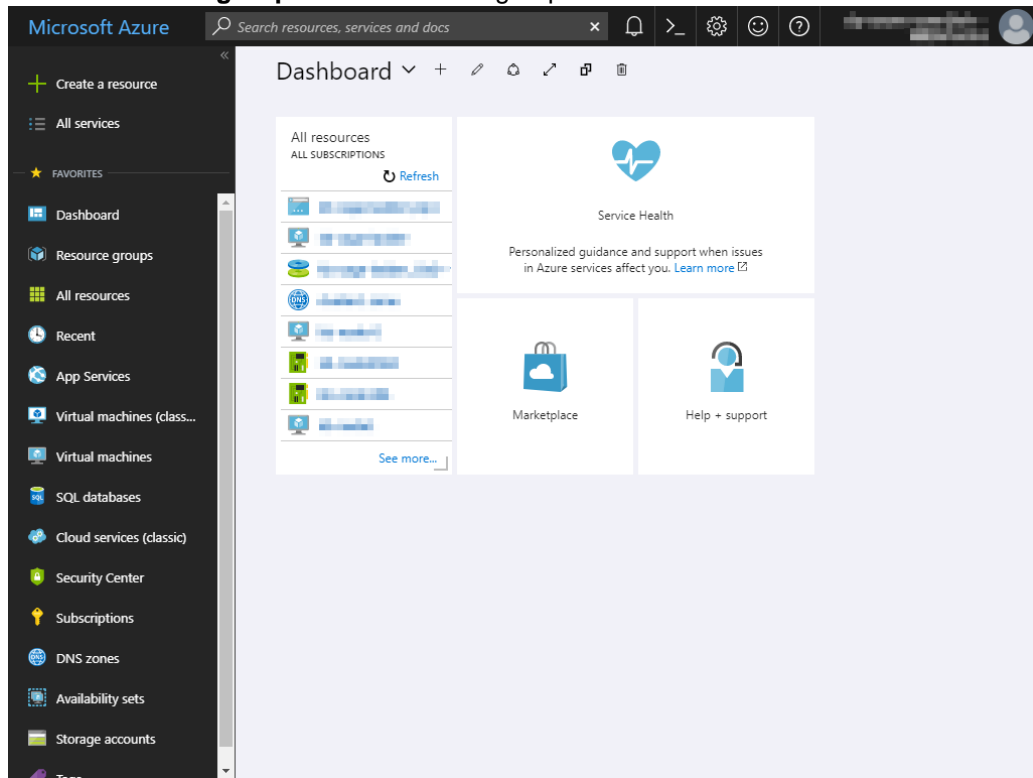 Microsoft Azure
Search resources, services and docs
Create a resource
All services
FAVORITES
Dashboard
Resource groups
All resources
Recent
App Services
Virtual machines (class...
Virtual machines
SQL databases
Cloud services (classic)
Security Center
Subscriptions
DNS zones
Availability sets
Storage accounts
Dashboard
All resources
ALL SUBSCRIPTIONS
Refresh
See more...
Service Health
Personalized guidance and support when issues
in Azure services affect you. Learn more
Marketplace
Help + support